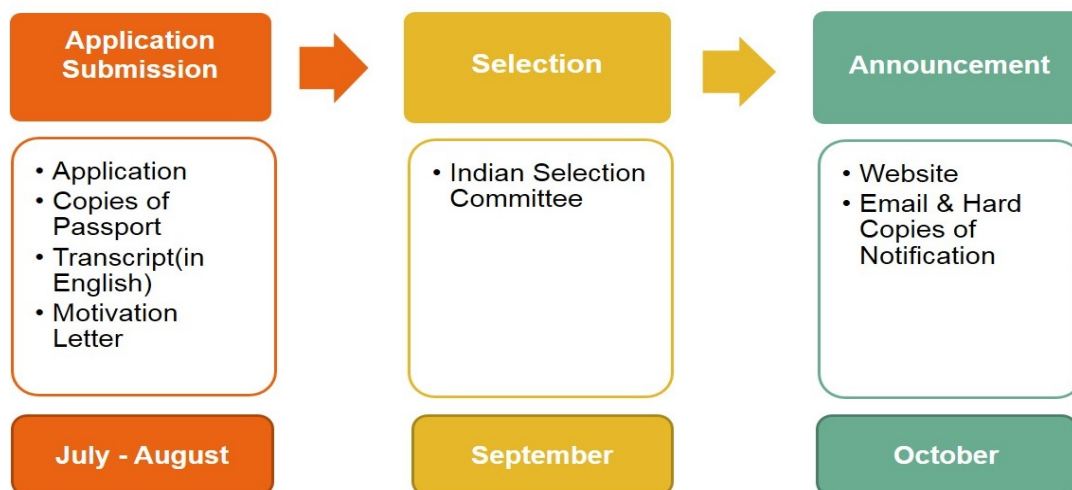 Application
Submission
Selection
Announcement
• Application
• Copies of
Passport
• Transcript(in
English)
• Motivation
Letter
• Indian Selection
Committee
• Website
• Email & Hard
Copies of
Notification
July - August
September
October